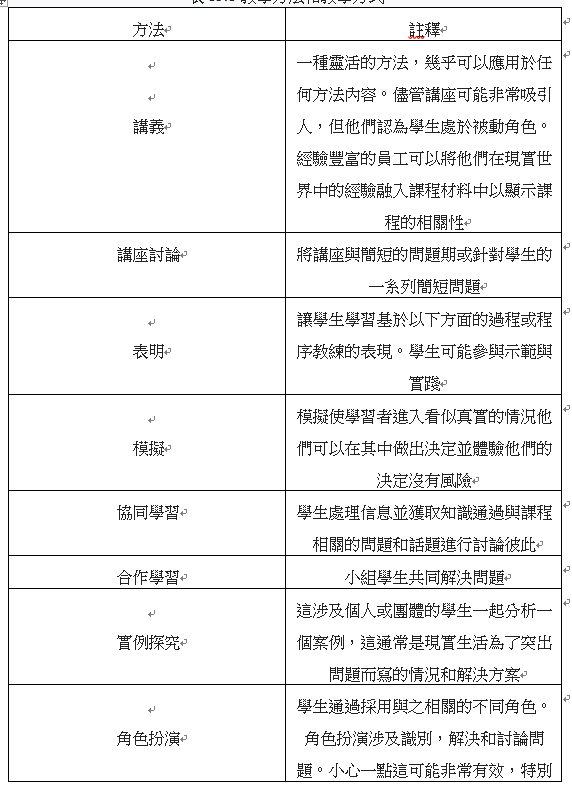 方法
註釋
講義
一種靈活的方法，幾乎可以應用於任
何方法內容。儘管講座可能非常吸引
人，但他們認為學生處於被動角色。
經驗豐富的員工可以將他們在現實世
界中的經驗融入課程材料中以顯示課
程的相關性
講座討論
將講座與簡短的問題期或針對學生的
一系列簡短問題
表明
讓學生學習基於以下方面的過程或程
序教練的表現。學生可能參與示範與
實踐
模擬
模擬使學習者進入看似真實的情況他
們可以在其中做出決定並體驗他們的
決定沒有風險
協同學習
學生處理信息並獲取知識通過與課程
相關的問題和話題進行討論彼此
合作學習
小組學生共同解決問題
實例探究
這涉及個人或團體的學生一起分析一
個案例，這通常是現實生活為了突出
問題而寫的情況和解決方案
角色扮演
學生通過採用與之相關的不同角色。
角色扮演涉及識別，解決和討論問
題。小心一點這可能非常有效，特別